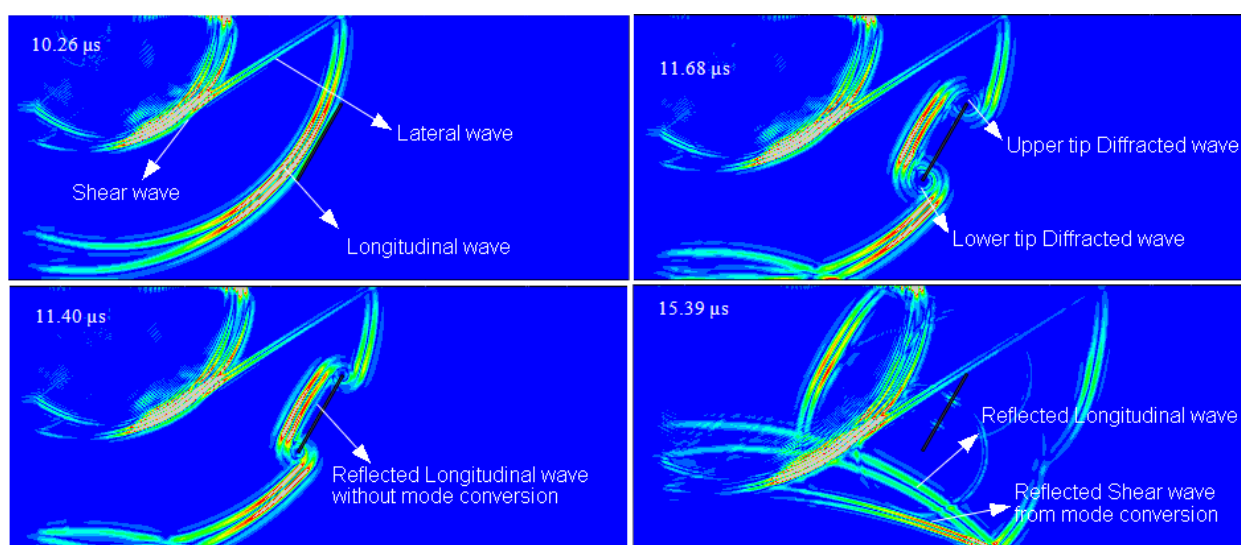 10.26 µs
Lateral wave
Shear wave
Longitudinal wave
11.68 µs
Upper tip Diffracted wave
Lower tip Diffracted wave
11.40 µs
Reflected Longitudinal wave
without mode conversion
15.39 µs
Reflected Longitudinal wave
Reflected Shear wave
from mode conversion